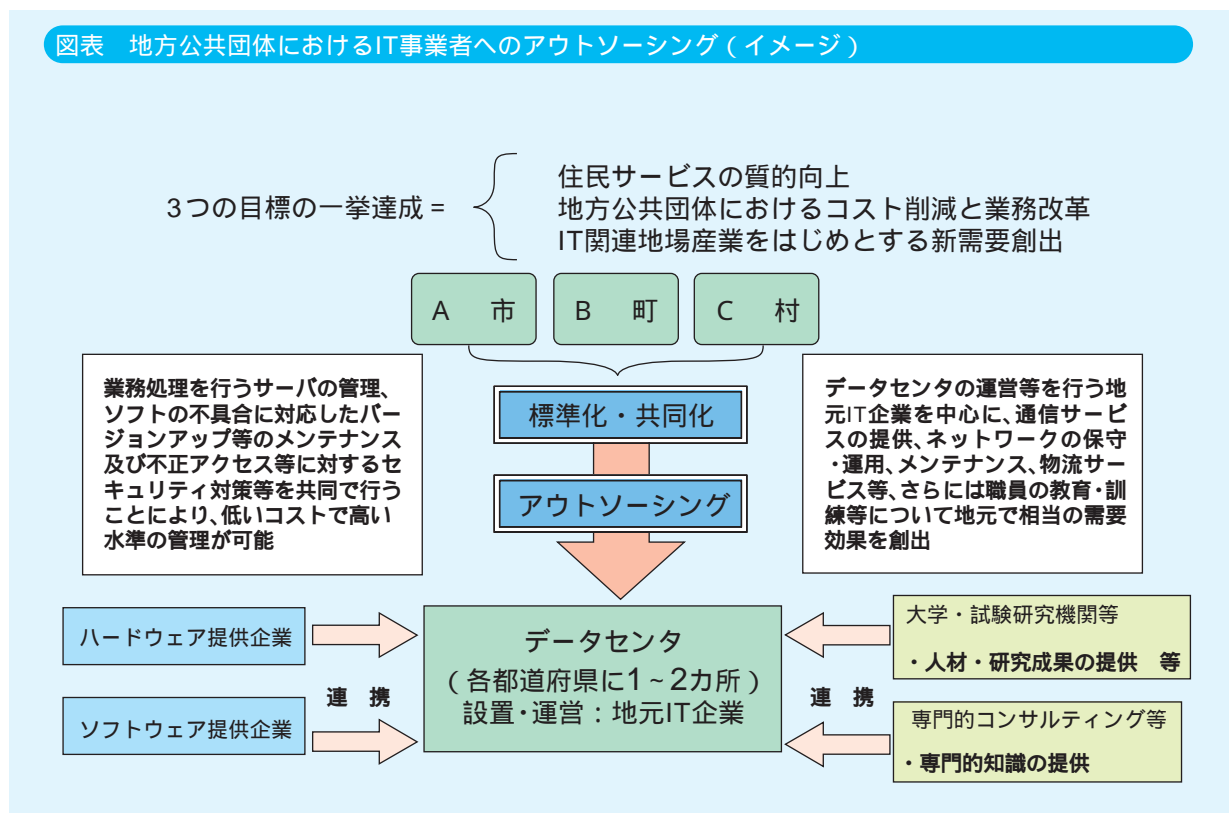 図表　地方公共団体におけるIT事業者へのアウトソーシング（イメージ）
3つの目標の一挙達成＝
住民サービスの質的向上
地方公共団体におけるコスト削減と業務改革
IT関連地場産業をはじめとする新需要創出
A　市
B　町
C　村
業務処理を行うサーバの管理、
ソフトの不具合に対応したバー
ジョンアップ等のメンテナンス
及び不正アクセス等に対するセ
キュリティ対策等を共同で行う
ことにより、低いコストで高い
水準の管理が可能
標準化・共同化
アウトソーシング
データセンタの運営等を行う地
元IT企業を中心に、通信サービ
スの提供、ネットワークの保守
・運用、メンテナンス、物流サー
ビス等、さらには職員の教育・訓
練等について地元で相当の需要
効果を創出
ハードウェア提供企業
ソフトウェア提供企業
連　携
データセンタ
（各都道府県に1～2カ所）
設置・運営：地元IT企業
連　携
大学・試験研究機関等
・人材・研究成果の提供　等
専門的コンサルティング等
・専門的知識の提供